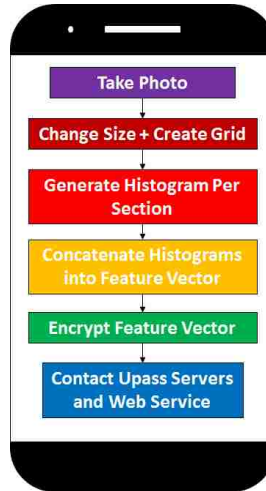 Take Photo
Change Size + Create Grid
Generate Histogram Per
Section
Concatenate Histograms
into Feature Vector
Encrypt Feature Vector
Contact Upass Servers
and Web Service